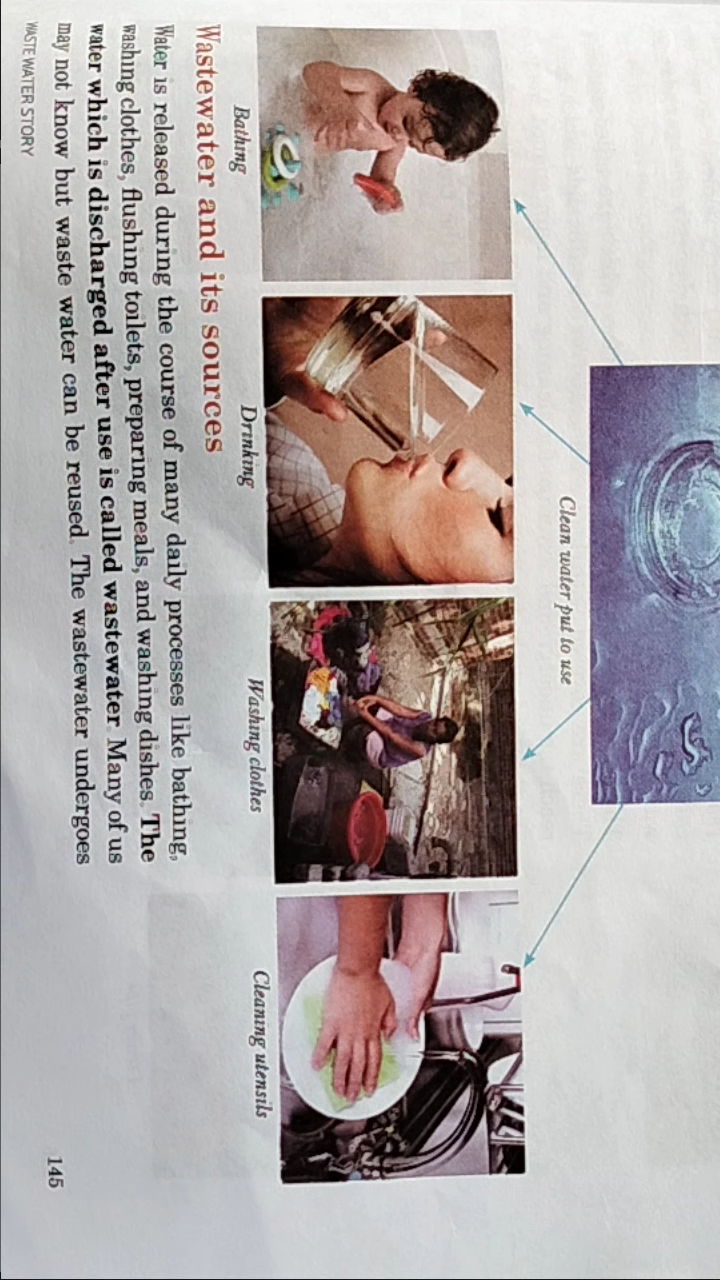 Clean water put to use
Bathing
Drinking
Washing clothes
Cleaning utensils
Wastewater and its sources
Water is released during the course of many daily processes like bathing,
washing clothes, flushing toilets, preparing meals, and washing dishes. The
water which is discharged after use is called wastewater. Many of us
may not know but waste water can be reused. The wastewater undergoes
WASTEWATER STORY
145